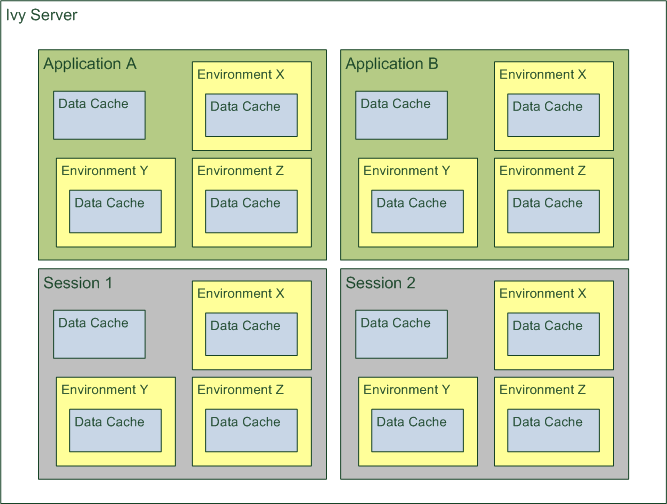 Ivy Server
Application A
Environment X
Data Cache
Data Cache
Environment Y
Data Cache
Environment Z
Data Cache
Application B
Environment X
Data Cache
Data Cache
Environment Y
Data Cache
Environment Z
Data Cache
Session 1
Environment X
Data Cache
Data Cache
Environment Y
Data Cache
Environment Z
Data Cache
Session 2
Environment X
Data Cache
Data Cache
Environment Y
Data Cache
Environment Z
Data Cache